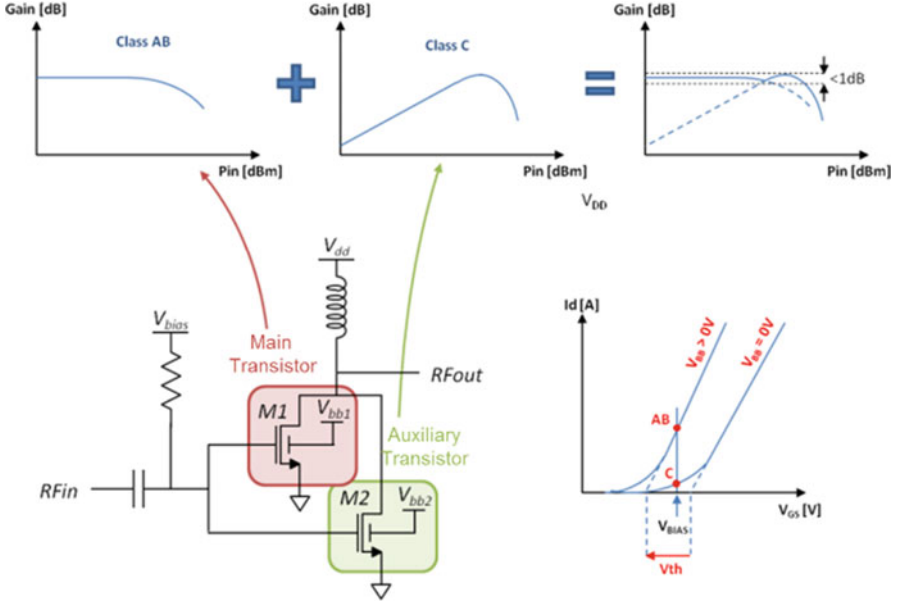 Gain [dB]
Class AB
Pin [dBm]
Gain [dB]
Class C
Pin [dBm]
Gain [dB]
<1dB
Pin [dBm]
VDD
Vdd
Vbias
Main
Transistor
RFout
M1
Vbb1
Auxiliary
Transistor
RFin
M2
Vbb2
Id [A]
VBB > 0V
VBB = 0V
AB
C
VGS [V]
VBIAS
Vth